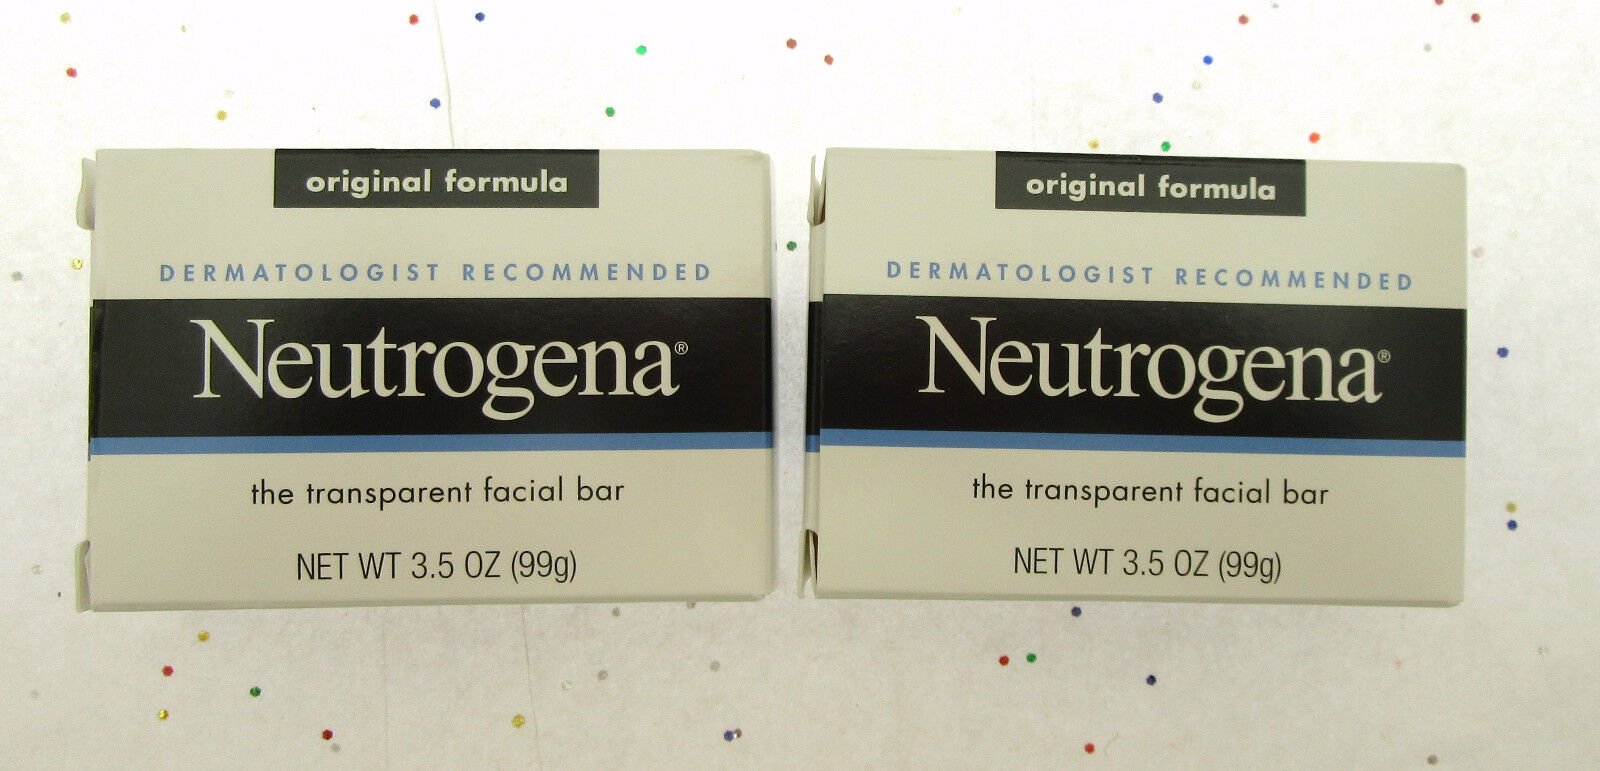 original formula
DERMATOLOGIST RECOMMENDED
Neutrogena®
the transparent facial bar
NET WT 3.5 OZ (99g)
original formula
DERMATOLOGIST RECOMMENDED
Neutrogena®
the transparent facial bar
NET WT 3.5 OZ (99g)